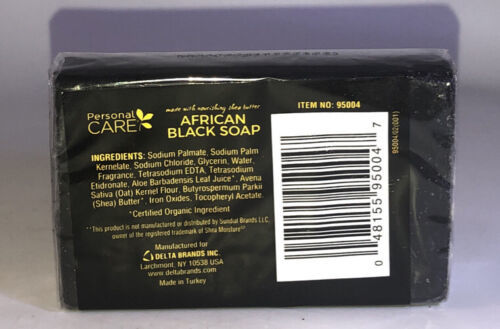 Personal
CARE
made with nourishing shea butter
AFRICAN
BLACK SOAP
INGREDIENTS: Sodium Palmate, Sodium Palm
Kernelate, Sodium Chloride, Glycerin, Water,
Fragrance, Tetrasodium EDTA, Tetrasodium
Etidronate, Aloe Barbadensis Leaf Juice*, Avena
Sativa (Oat) Kernel Flour, Butyrospermum Parkii
(Shea) Butter*, Iron Oxides, Tocopheryl Acetate.
*Certified Organic Ingredient
**This product is not manufactured or distributed by Sundial Brands LLC,
owner of the registered trademark of Shea Moisture**
Manufactured for
DELTA BRANDS INC.
Larchmont, NY 10538 USA
www.deltabrands.com
Made in Turkey
ITEM NO: 95004
0 48155 95004 7
95004/02(001)